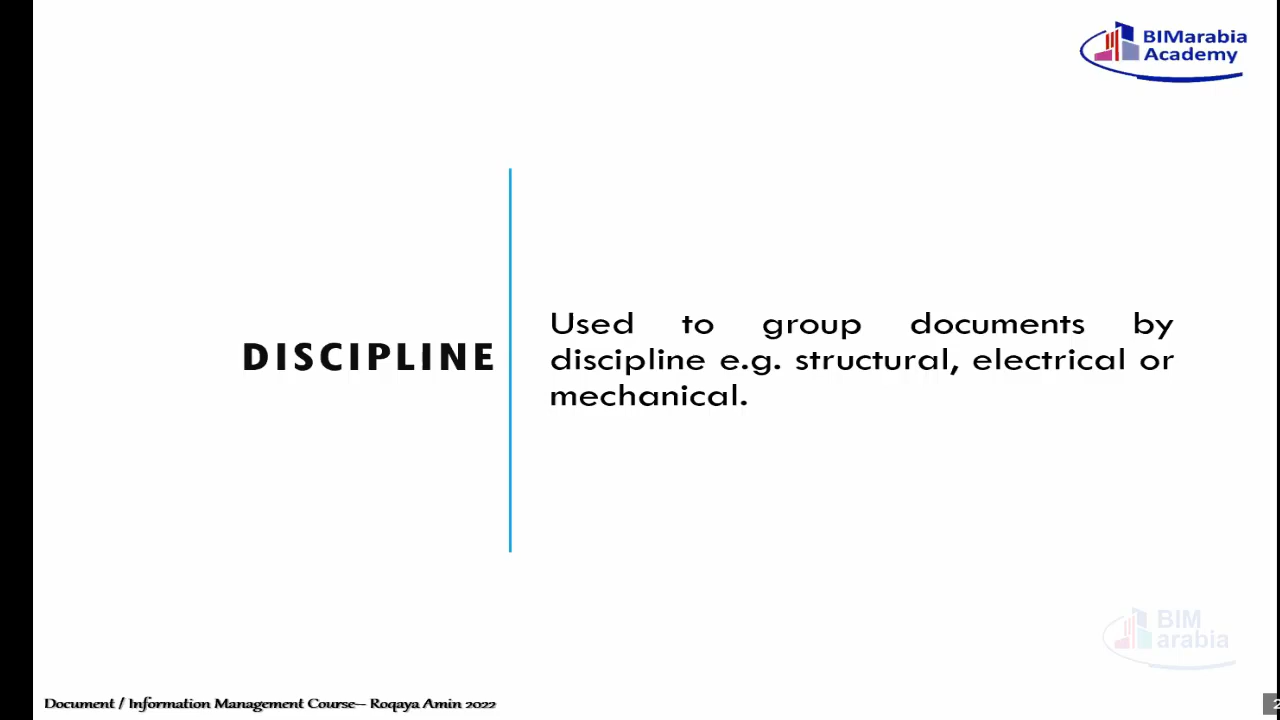 BIMarabia
Academy
DISCIPLINE
Used to group documents by
discipline e.g. structural, electrical or
mechanical.
BIM
arabia
Document / Information Management Course– Roqaya Amin 2022